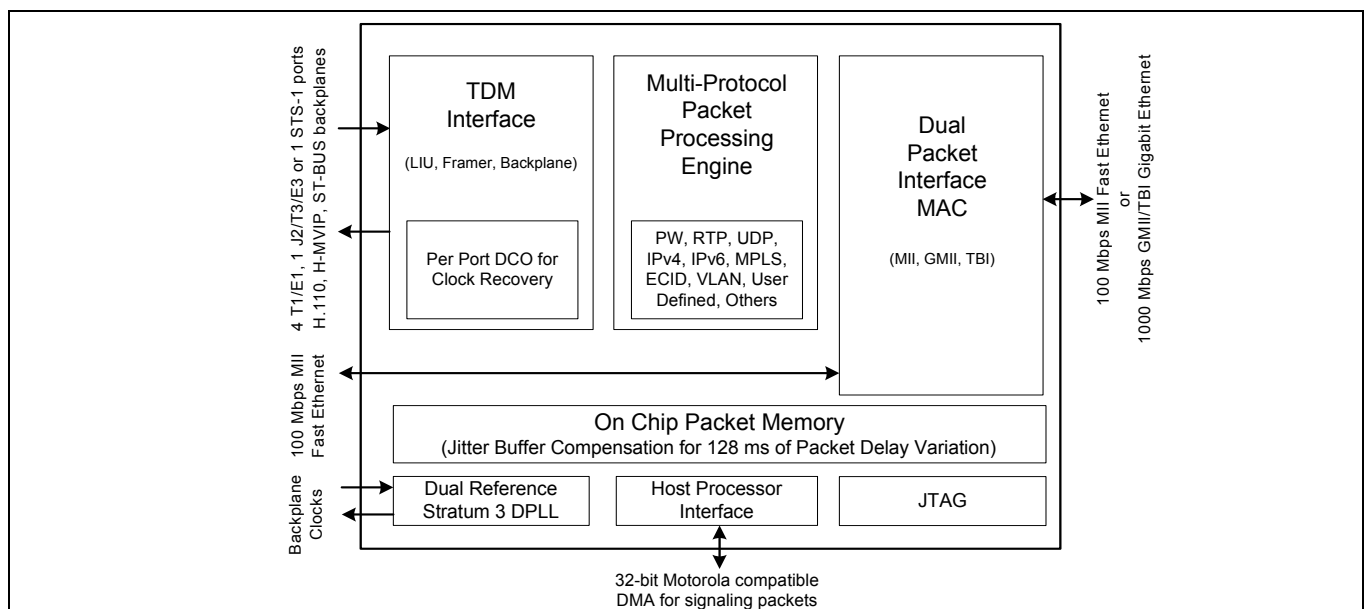 4 T1/E1, 1 J2/T3/E3 or 1 STS-1 ports
H.110, H-MVIP, ST-BUS backplanes
TDM
Interface
(LIU, Framer, Backplane)
Per Port DCO for
Clock Recovery
Multi-Protocol
Packet
Processing
Engine
PW, RTP, UDP,
IPv4, IPv6, MPLS,
ECID, VLAN, User
Defined, Others
Dual
Packet
Interface
MAC
(MII, GMII, TBI)
100 Mbps MII Fast Ethernet
or
1000 Mbps GMII/TBI Gigabit Ethernet
100 Mbps MII
Fast Ethernet
On Chip Packet Memory
(Jitter Buffer Compensation for 128 ms of Packet Delay Variation)
Backplane
Clocks
Dual Reference
Stratum 3 DPLL
Host Processor
Interface
JTAG
32-bit Motorola compatible
DMA for signaling packets